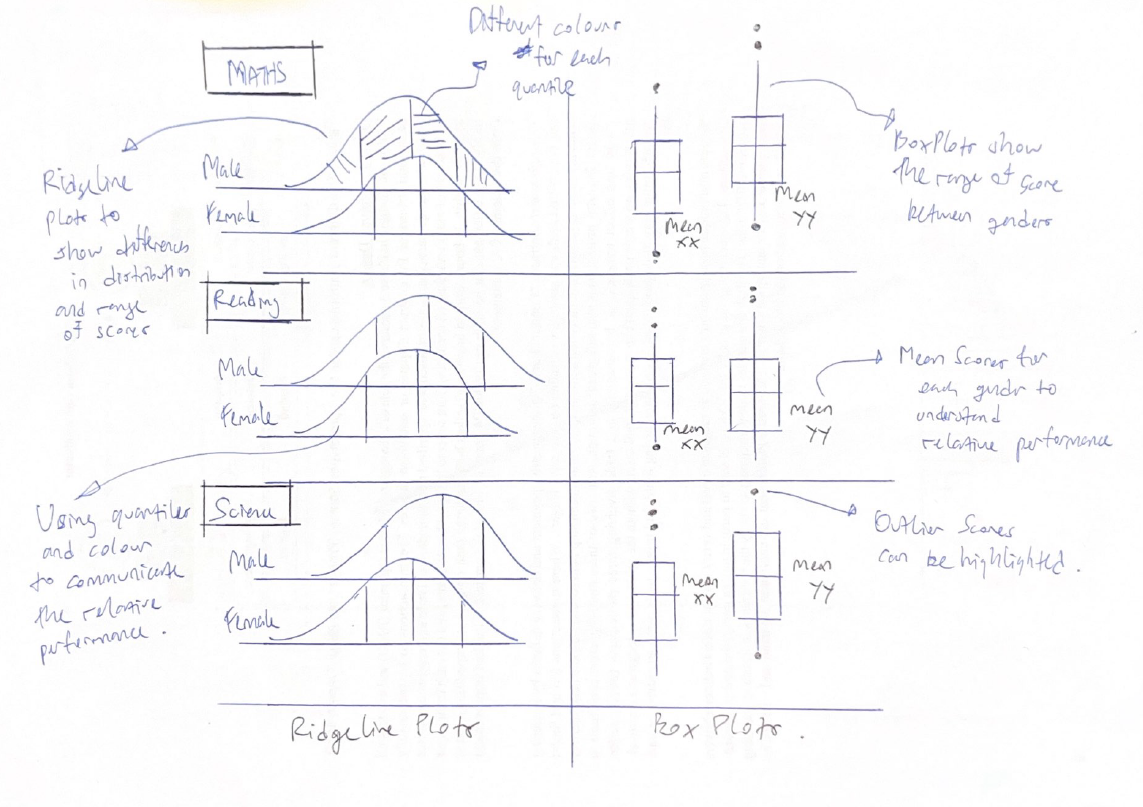 MATHS
Different colours
for each
quantile
Male
Female
Ridgeline
plots to
show difference
in distribution
and range
of scores
Mean
XX
Mean
YY
BoxPlots show
the range of score
between genders
Reading
Male
Female
mean
XX
mean
YY
Mean Scores for
each gender to
understand
relative performance
Using quantiles
and colour
to communicate
the relative
performance.
Science
Male
Female
Mean
XX
Mean
YY
Outlier Scores
can be highlighted.
Ridgeline Plots
Box Plots.